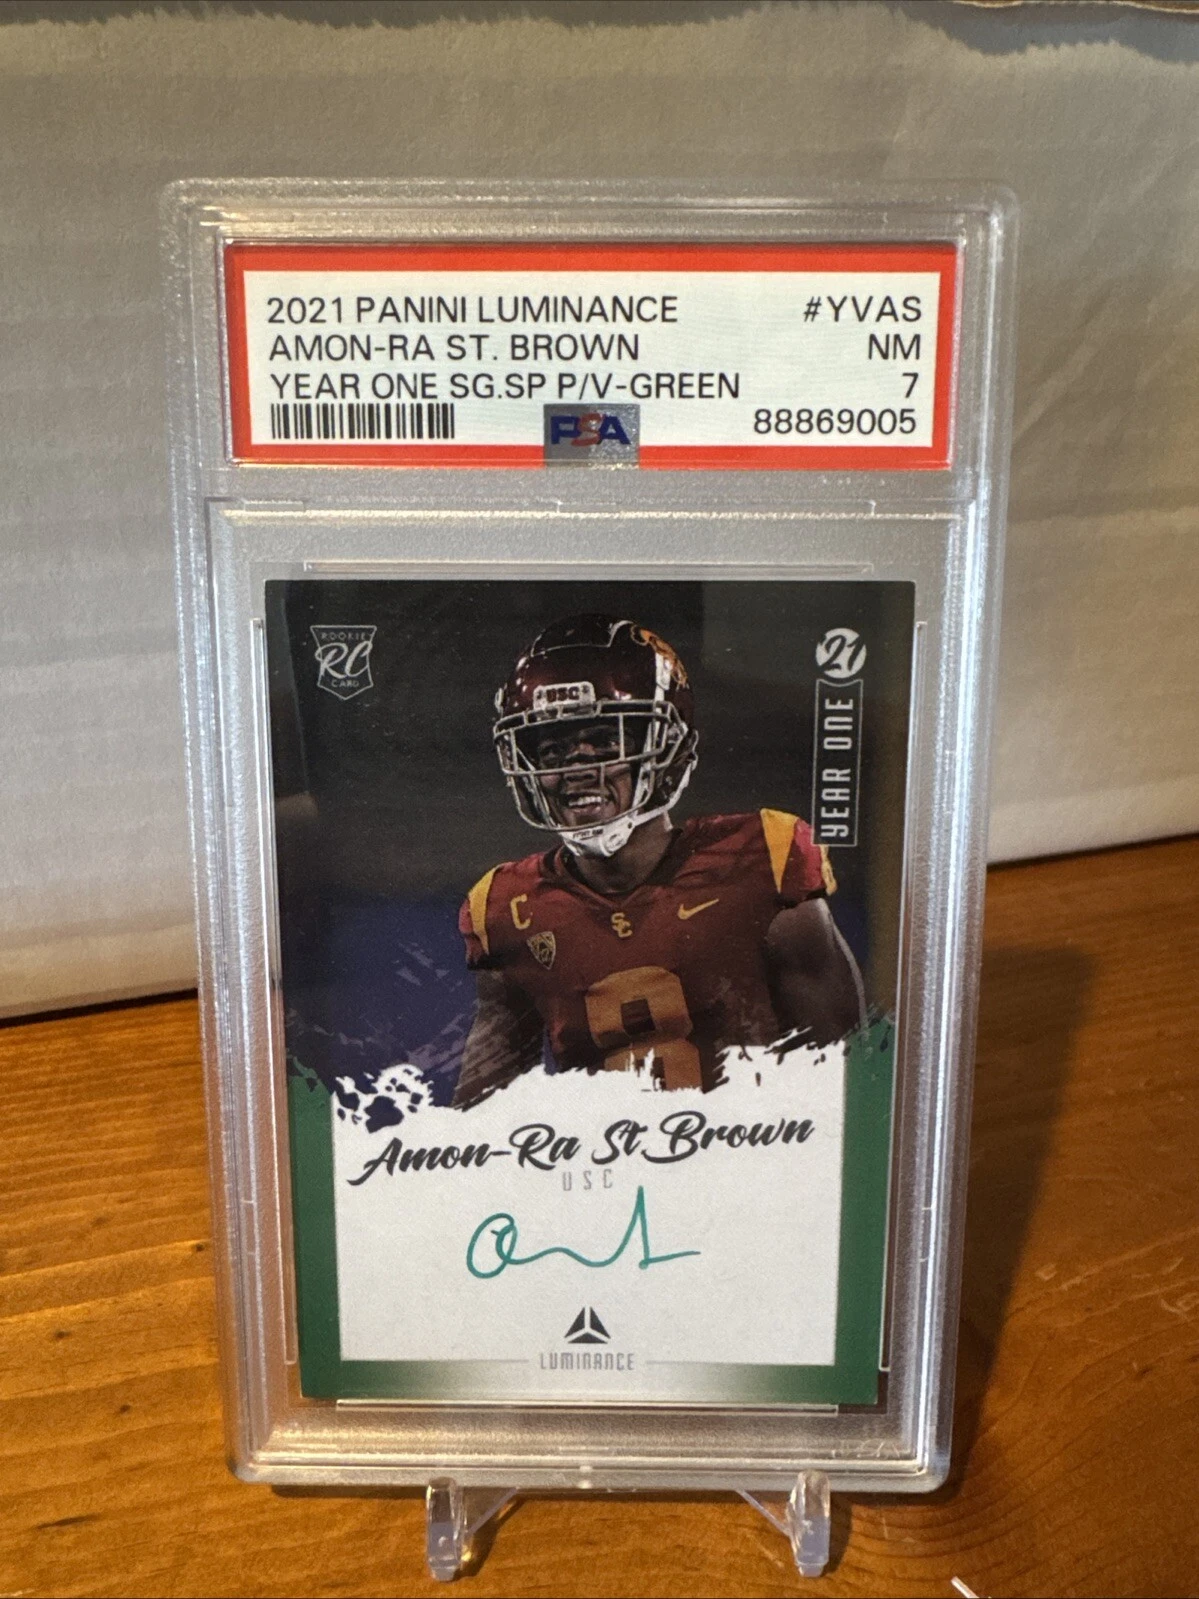 2021 PANINI LUMINANCE #YVAS
AMON-RA ST. BROWN NM
YEAR ONE SG.SP P/V-GREEN 7
PSA 88869005
ROOKIE
RC
CARD
21
YEAR ONE
USC
C
SC
8
Amon-Ra St. Brown
USC
LUMINANCE